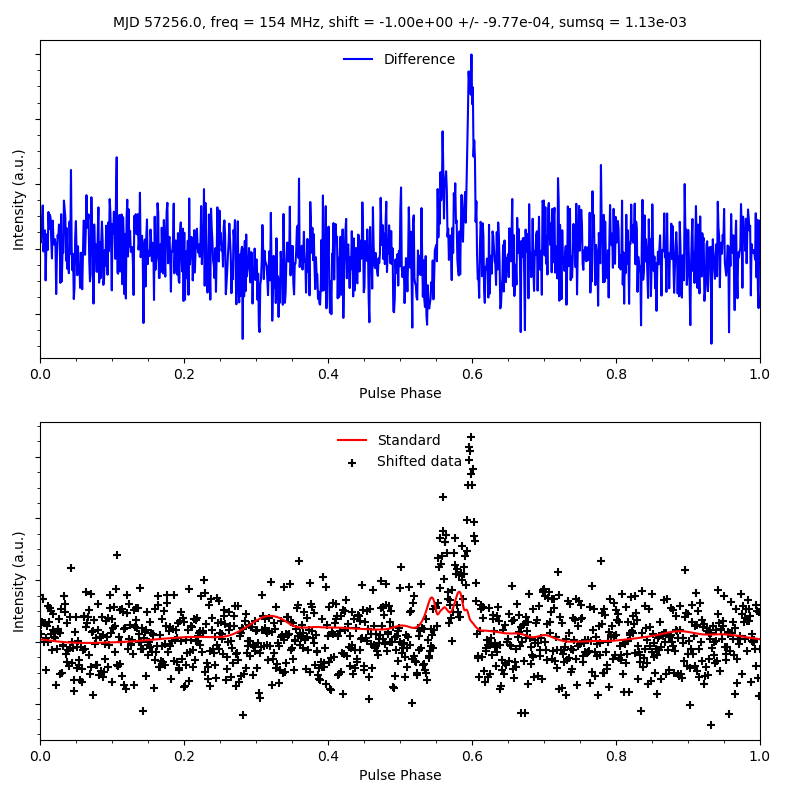 MJD 57256.0, freq = 154 MHz, shift = -1.00e+00 +/- -9.77e-04, sumsq = 1.13e-03
Difference
Intensity (a.u.)
0.0 0.2 0.4 0.6 0.8 1.0
Pulse Phase
Standard
Shifted data
Intensity (a.u.)
0.0 0.2 0.4 0.6 0.8 1.0
Pulse Phase